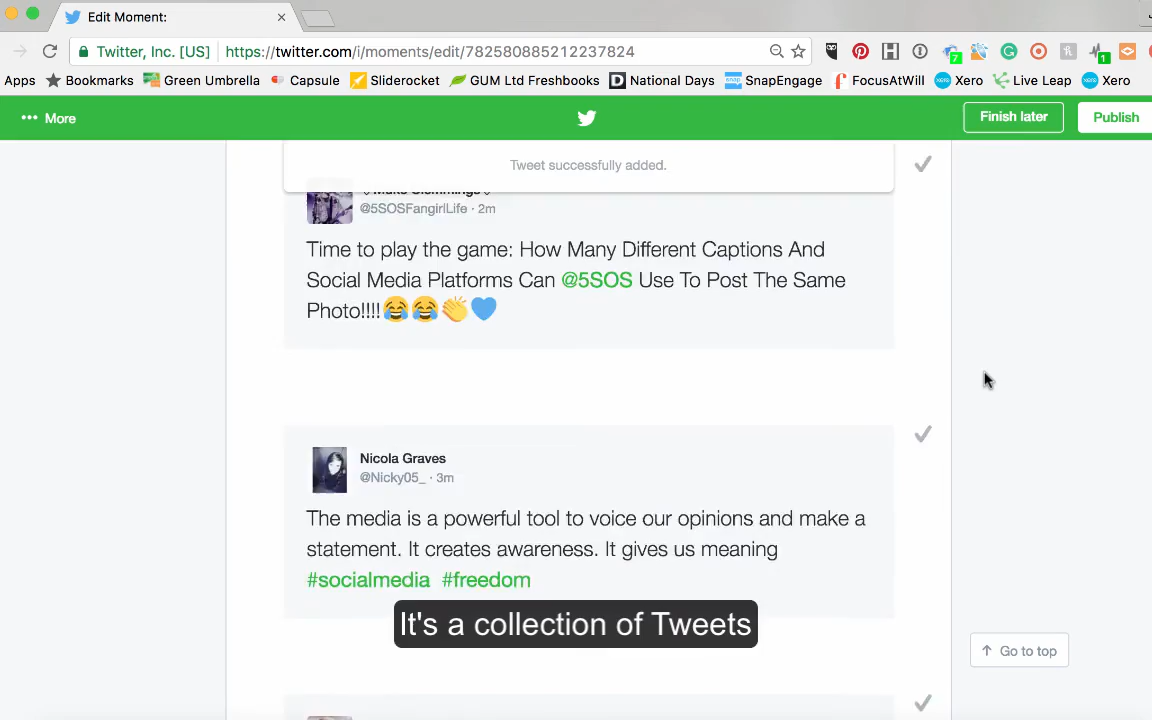 Edit Moment:
Twitter, Inc. [US] https://twitter.com/i/moments/edit/782580885212237824
7
1
Apps Bookmarks Green Umbrella Capsule Sliderocket GUM Ltd Freshbooks National Days SnapEngage FocusAtWill Xero Live Leap Xero
More Finish later Publish
Tweet successfully added.
@5SOSFangirlLife · 2m
Time to play the game: How Many Different Captions And
Social Media Platforms Can @5SOS Use To Post The Same
Photo!!!!😂😂👏💙
Nicola Graves
@Nicky05_ · 3m
The media is a powerful tool to voice our opinions and make a
statement. It creates awareness. It gives us meaning
#socialmedia #freedom
It's a collection of Tweets
Go to top